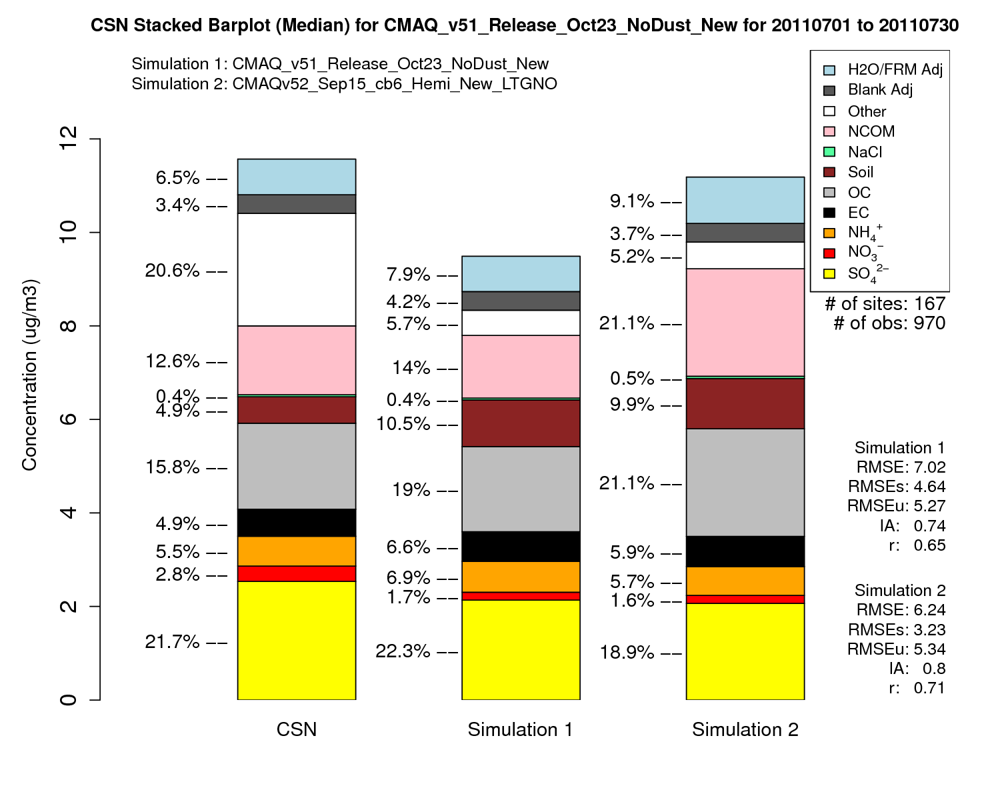 CSN Stacked Barplot (Median) for CMAQ_v51_Release_Oct23_NoDust_New for 20110701 to 20110730
Simulation 1: CMAQ_v51_Release_Oct23_NoDust_New
Simulation 2: CMAQv52_Sep15_cb6_Hemi_New_LTGNO
H2O/FRM Adj
Blank Adj
Other
NCOM
NaCl
Soil
OC
EC
NH₄⁺
NO₃⁻
SO₄²⁻
# of sites: 167
# of obs: 970
Concentration (ug/m3)
12
10
8
6
4
2
0
6.5% −−
3.4% −−
20.6% −−
12.6% −−
0.4% −−
4.9% −−
15.8% −−
4.9% −−
5.5% −−
2.8% −−
21.7% −−
7.9% −−
4.2% −−
5.7% −−
14% −−
0.4% −−
10.5% −−
19% −−
6.6% −−
6.9% −−
1.7% −−
22.3% −−
9.1% −−
3.7% −−
5.2% −−
21.1% −−
0.5% −−
9.9% −−
21.1% −−
5.9% −−
5.7% −−
1.6% −−
18.9% −−
Simulation 1
RMSE: 7.02
RMSEs: 4.64
RMSEu: 5.27
IA: 0.74
r: 0.65
Simulation 2
RMSE: 6.24
RMSEs: 3.23
RMSEu: 5.34
IA: 0.8
r: 0.71
CSN
Simulation 1
Simulation 2